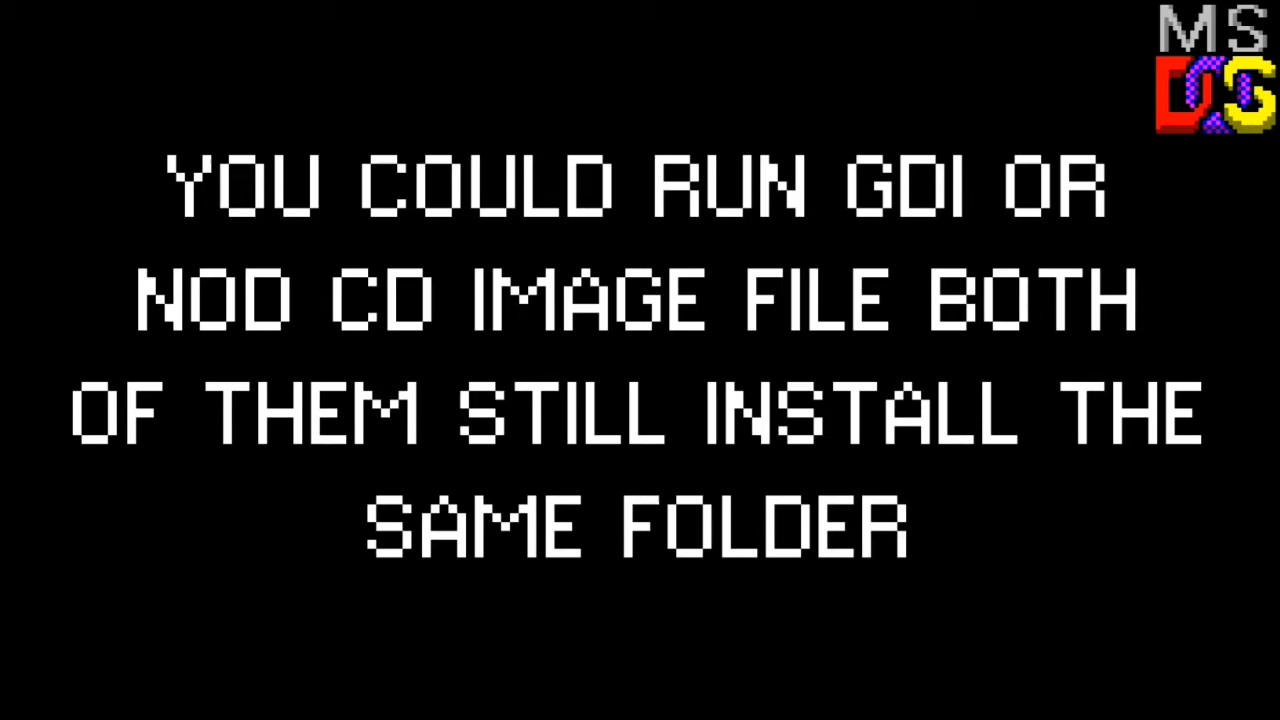 MS
DOS
YOU COULD RUN GDI OR
NOD CD IMAGE FILE BOTH
OF THEM STILL INSTALL THE
SAME FOLDER